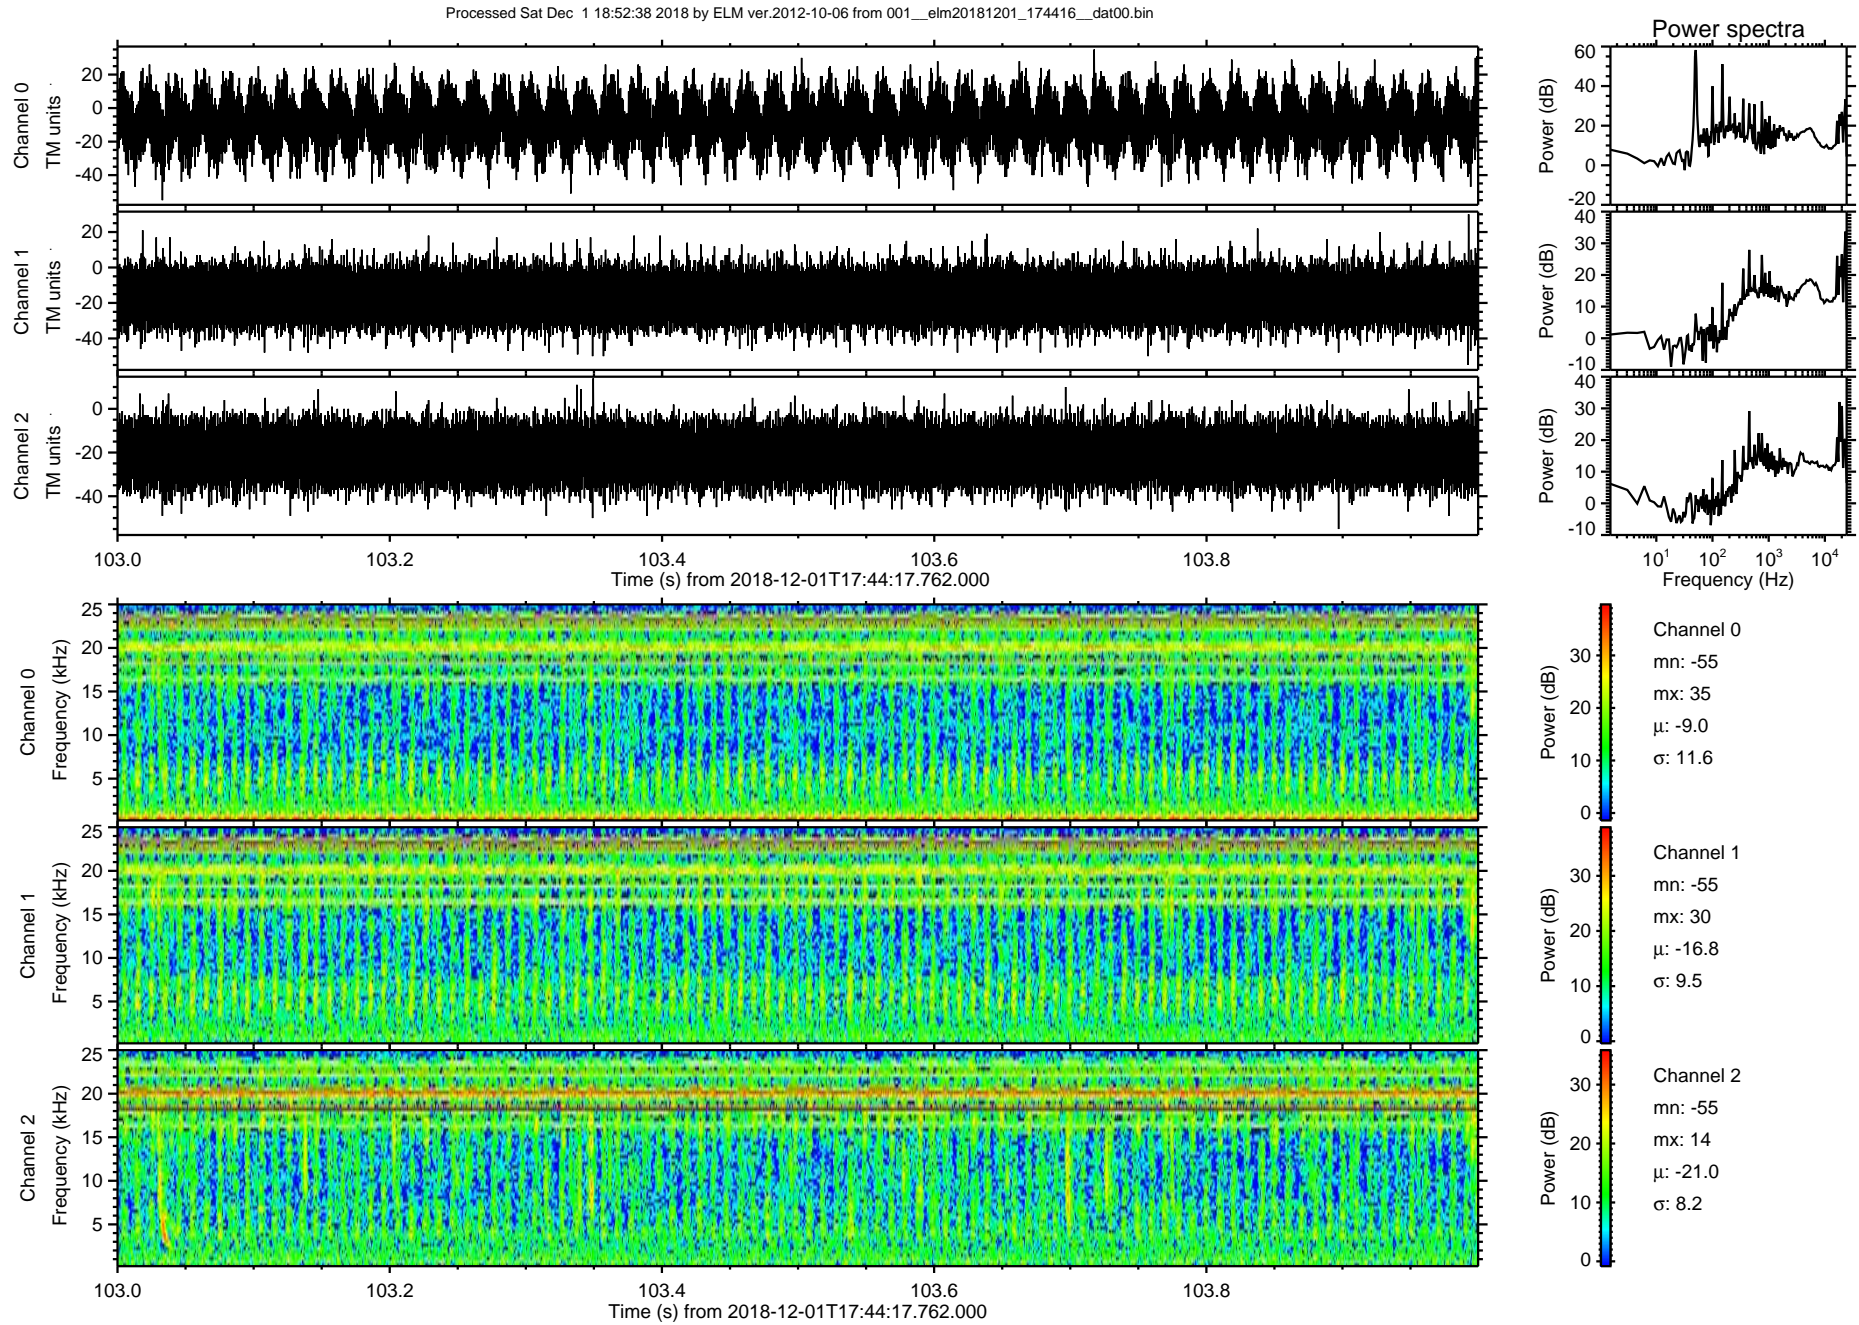 Processed Sat Dec  1 18:52:38 2018 by ELM ver.2012-10-06 from 001__elm20181201_174416__dat00.bin
Power spectra
Channel 0
TM units
20
0
-20
-40
Power (dB)
60
40
20
0
-20
Channel 1
TM units
20
0
-20
-40
Power (dB)
40
30
20
10
0
-10
Channel 2
TM units
0
-20
-40
Power (dB)
40
30
20
10
0
-10
103.0 103.2 103.4 103.6 103.8
Time (s) from 2018-12-01T17:44:17.762.000
10^1 10^2 10^3 10^4
Frequency (Hz)
Channel 0
Frequency (kHz)
25
20
15
10
5
Power (dB)
30
20
10
0
Channel 0
mn: -55
mx: 35
μ: -9.0
σ: 11.6
Channel 1
Frequency (kHz)
25
20
15
10
5
Power (dB)
30
20
10
0
Channel 1
mn: -55
mx: 30
μ: -16.8
σ: 9.5
Channel 2
Frequency (kHz)
25
20
15
10
5
Power (dB)
30
20
10
0
Channel 2
mn: -55
mx: 14
μ: -21.0
σ: 8.2
103.0 103.2 103.4 103.6 103.8
Time (s) from 2018-12-01T17:44:17.762.000